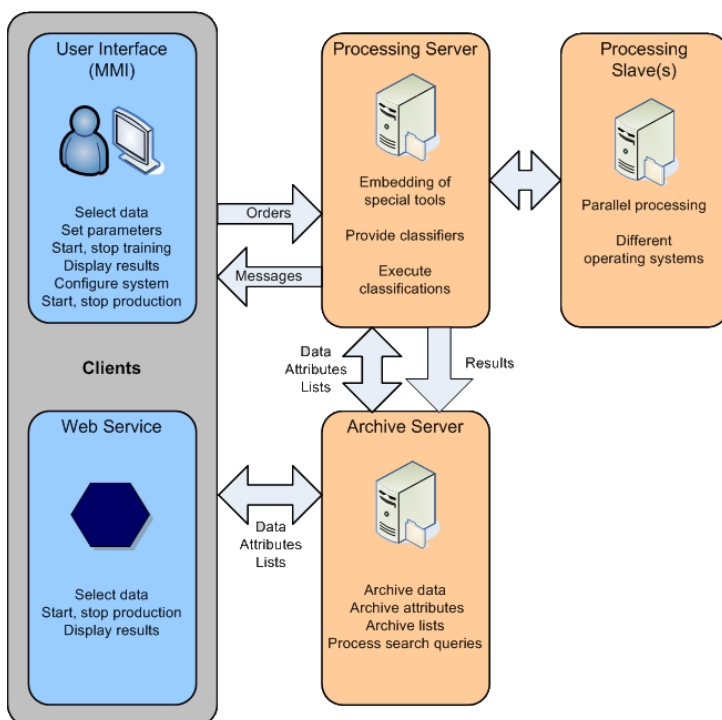 User Interface
(MMI)
Select data
Set parameters
Start, stop training
Display results
Configure system
Start, stop production
Clients
Web Service
Select data
Start, stop production
Display results
Orders
Messages
Processing Server
Embedding of
special tools
Provide classifiers
Execute
classifications
Processing
Slave(s)
Parallel processing
Different
operating systems
Data
Attributes
Lists
Results
Data
Attributes
Lists
Archive Server
Archive data
Archive attributes
Archive lists
Process search queries